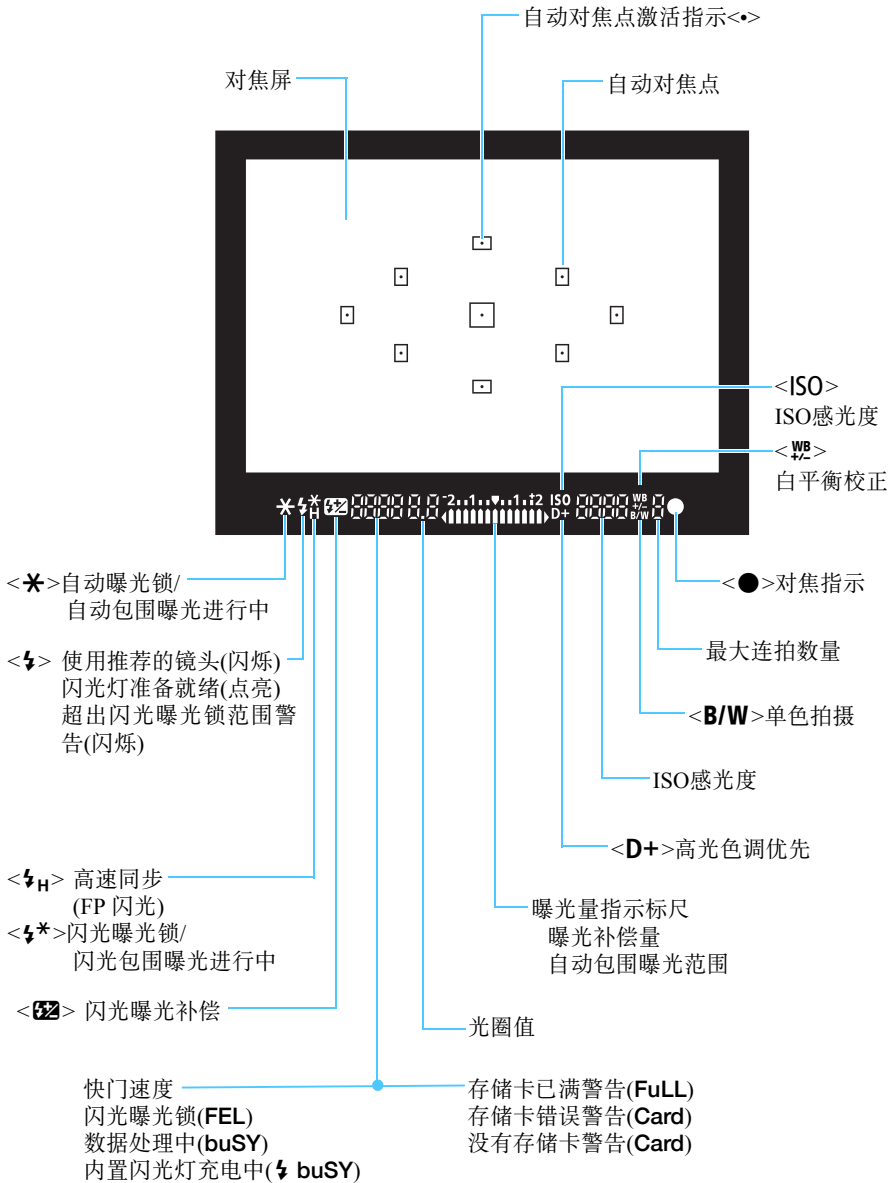 自动对焦点激活指示<•>
对焦屏
自动对焦点
<ISO>
ISO感光度
<WB+/–>
白平衡校正
-2..1..▼..1.+2 ISO WB +/–
D+ B/W
<✱>自动曝光锁/
自动包围曝光进行中
<●>对焦指示
<⚡> 使用推荐的镜头(闪烁)
闪光灯准备就绪(点亮)
超出闪光曝光锁范围警
告(闪烁)
最大连拍数量
<B/W>单色拍摄
ISO感光度
<D+>高光色调优先
<⚡H> 高速同步
(FP 闪光)
<⚡✱>闪光曝光锁/
闪光包围曝光进行中
曝光量指示标尺
曝光补偿量
自动包围曝光范围
<⚡±> 闪光曝光补偿
光圈值
快门速度
闪光曝光锁(FEL)
数据处理中(buSY)
内置闪光灯充电中(⚡ buSY)
存储卡已满警告(FuLL)
存储卡错误警告(Card)
没有存储卡警告(Card)